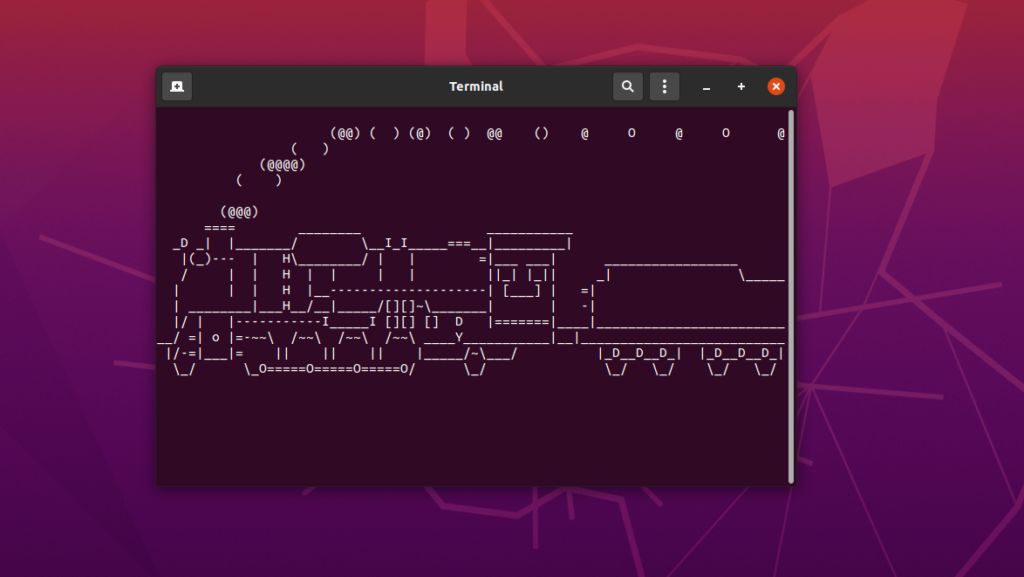 Terminal
                      (@@) (  ) (@)  ( )  @@    ()    @     O     @     O      @
                 (   )
             (@@@@)
          (    )

        (@@@)
      ====        ________                ___________
  _D _|  |_______/        \__I_I_____===__|_________|
   |(_)---  |   H\________/ |   |        =|___ ___|      _________________
   /     |  |   H  |  |     |   |         ||_| |_||     _|                \_____
  |      |  |   H  |__--------------------| [___] |   =|
  | ________|___H__/__|_____/[][]~\_______|       |   -|
  |/ |   |-----------I_____I [][] []  D   |=======|____|________________________
__/ =| o |=-~~\  /~~\  /~~\  /~~\ ____Y___________|__|__________________________
 |/-=|___|=    ||    ||    ||    |_____/~\___/          |_D__D__D_|  |_D__D__D_|
  \_/      \_O=====O=====O=====O/      \_/               \_/   \_/    \_/   \_/